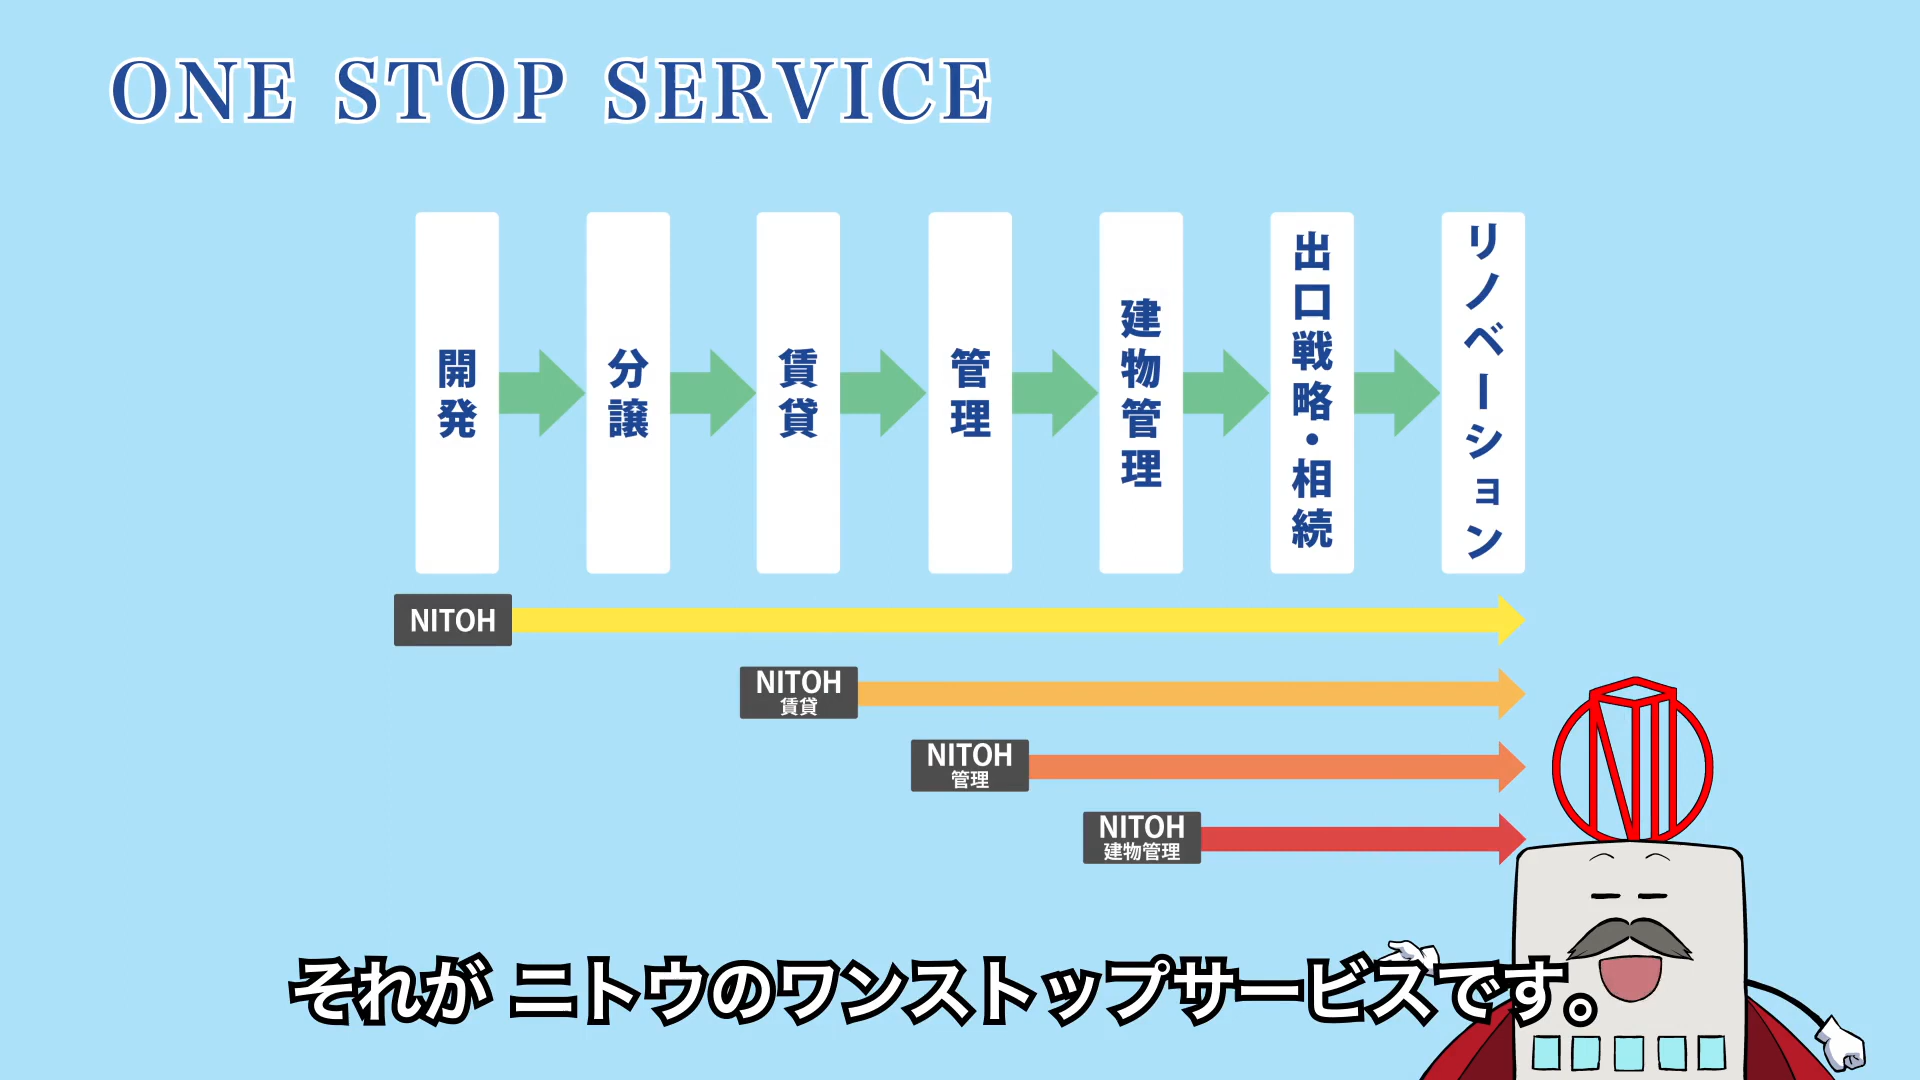 ONE STOP SERVICE
開発
分譲
賃貸
管理
建物管理
出口戦略・相続
リノベーション
NITOH
NITOH
賃貸
NITOH
管理
NITOH
建物管理
それが ニトウのワンストップサービスです。